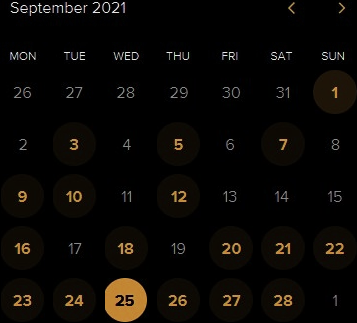 September 2021
MON TUE WED THU FRI SAT SUN
26 27 28 29 30 31 1
2 3 4 5 6 7 8
9 10 11 12 13 14 15
16 17 18 19 20 21 22
23 24 25 26 27 28 1